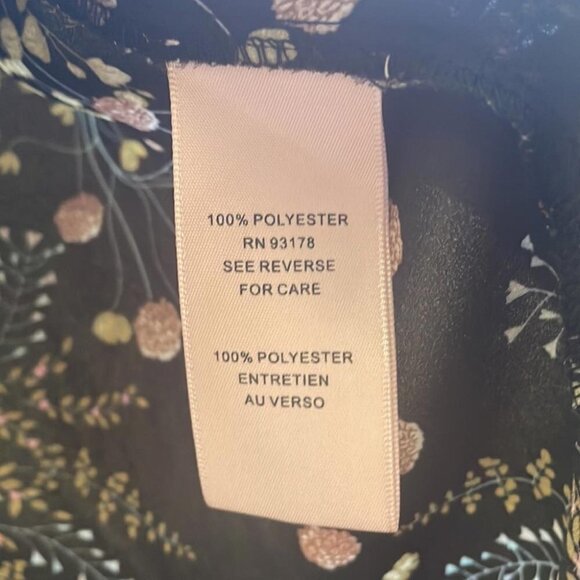 100% POLYESTER
RN 93178
SEE REVERSE
FOR CARE
100% POLYESTER
ENTRETIEN
AU VERSO